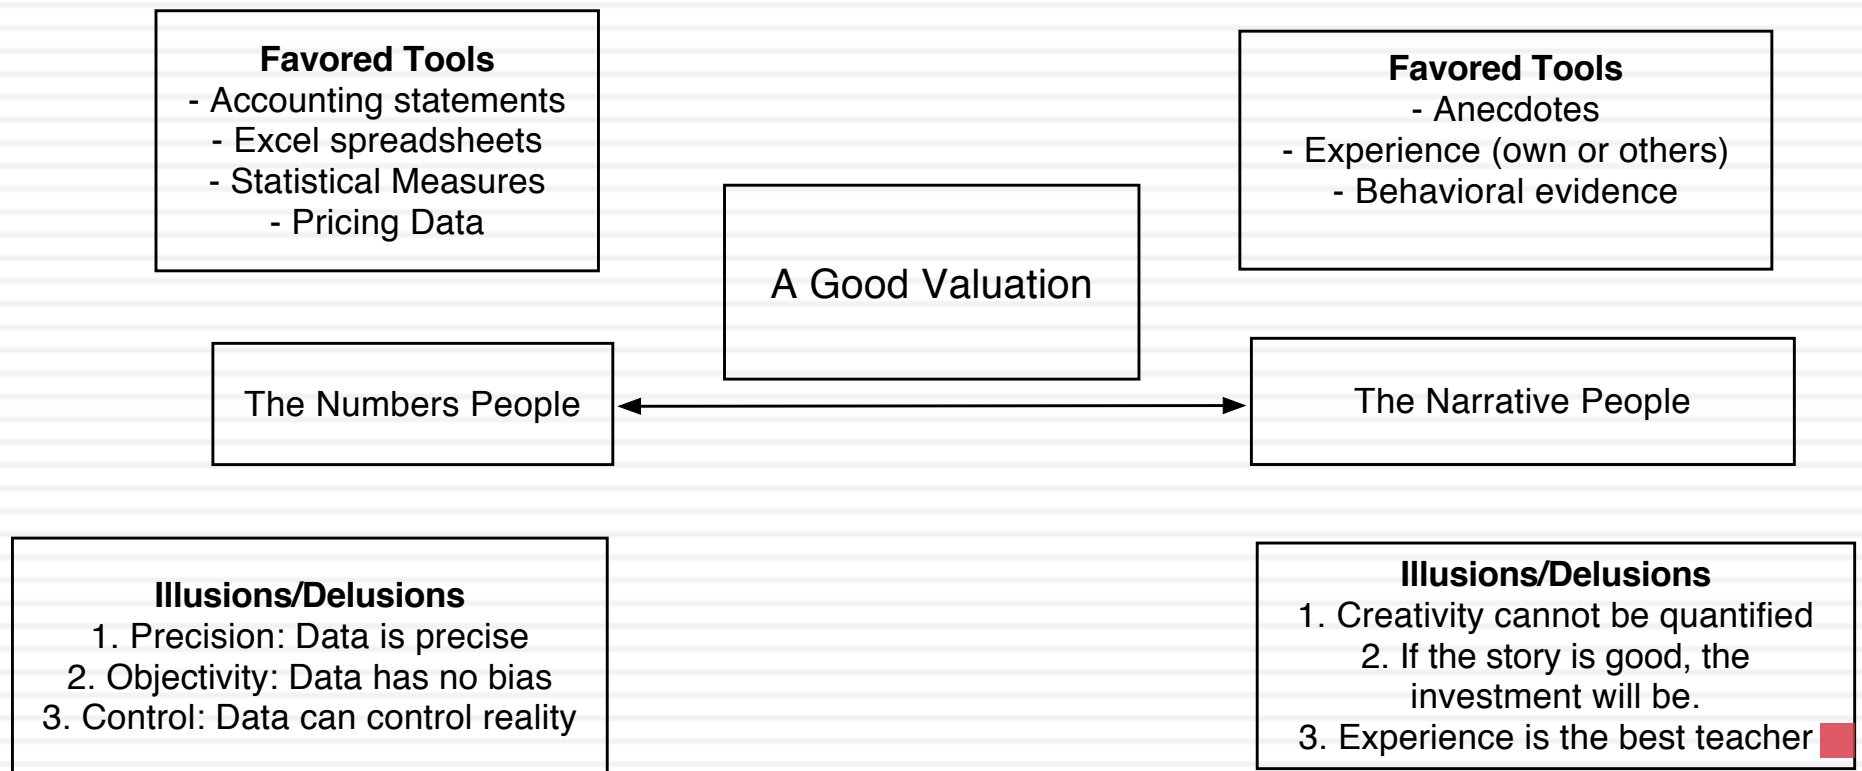 Favored Tools
- Accounting statements
- Excel spreadsheets
- Statistical Measures
- Pricing Data
Favored Tools
- Anecdotes
- Experience (own or others)
- Behavioral evidence
A Good Valuation
The Numbers People
The Narrative People
Illusions/Delusions
1. Precision: Data is precise
2. Objectivity: Data has no bias
3. Control: Data can control reality
Illusions/Delusions
1. Creativity cannot be quantified
2. If the story is good, the
investment will be.
3. Experience is the best teacher